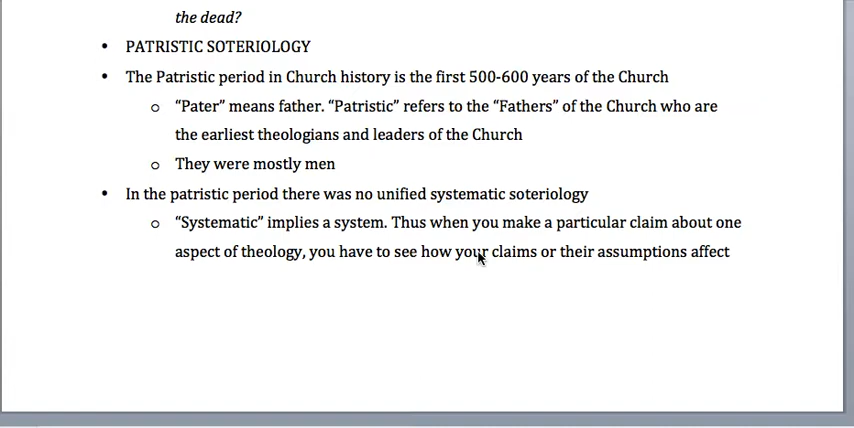 the dead?
• PATRISTIC SOTERIOLOGY
• The Patristic period in Church history is the first 500-600 years of the Church
o “Pater” means father. “Patristic” refers to the “Fathers” of the Church who are
the earliest theologians and leaders of the Church
o They were mostly men
• In the patristic period there was no unified systematic soteriology
o “Systematic” implies a system. Thus when you make a particular claim about one
aspect of theology, you have to see how your claims or their assumptions affect